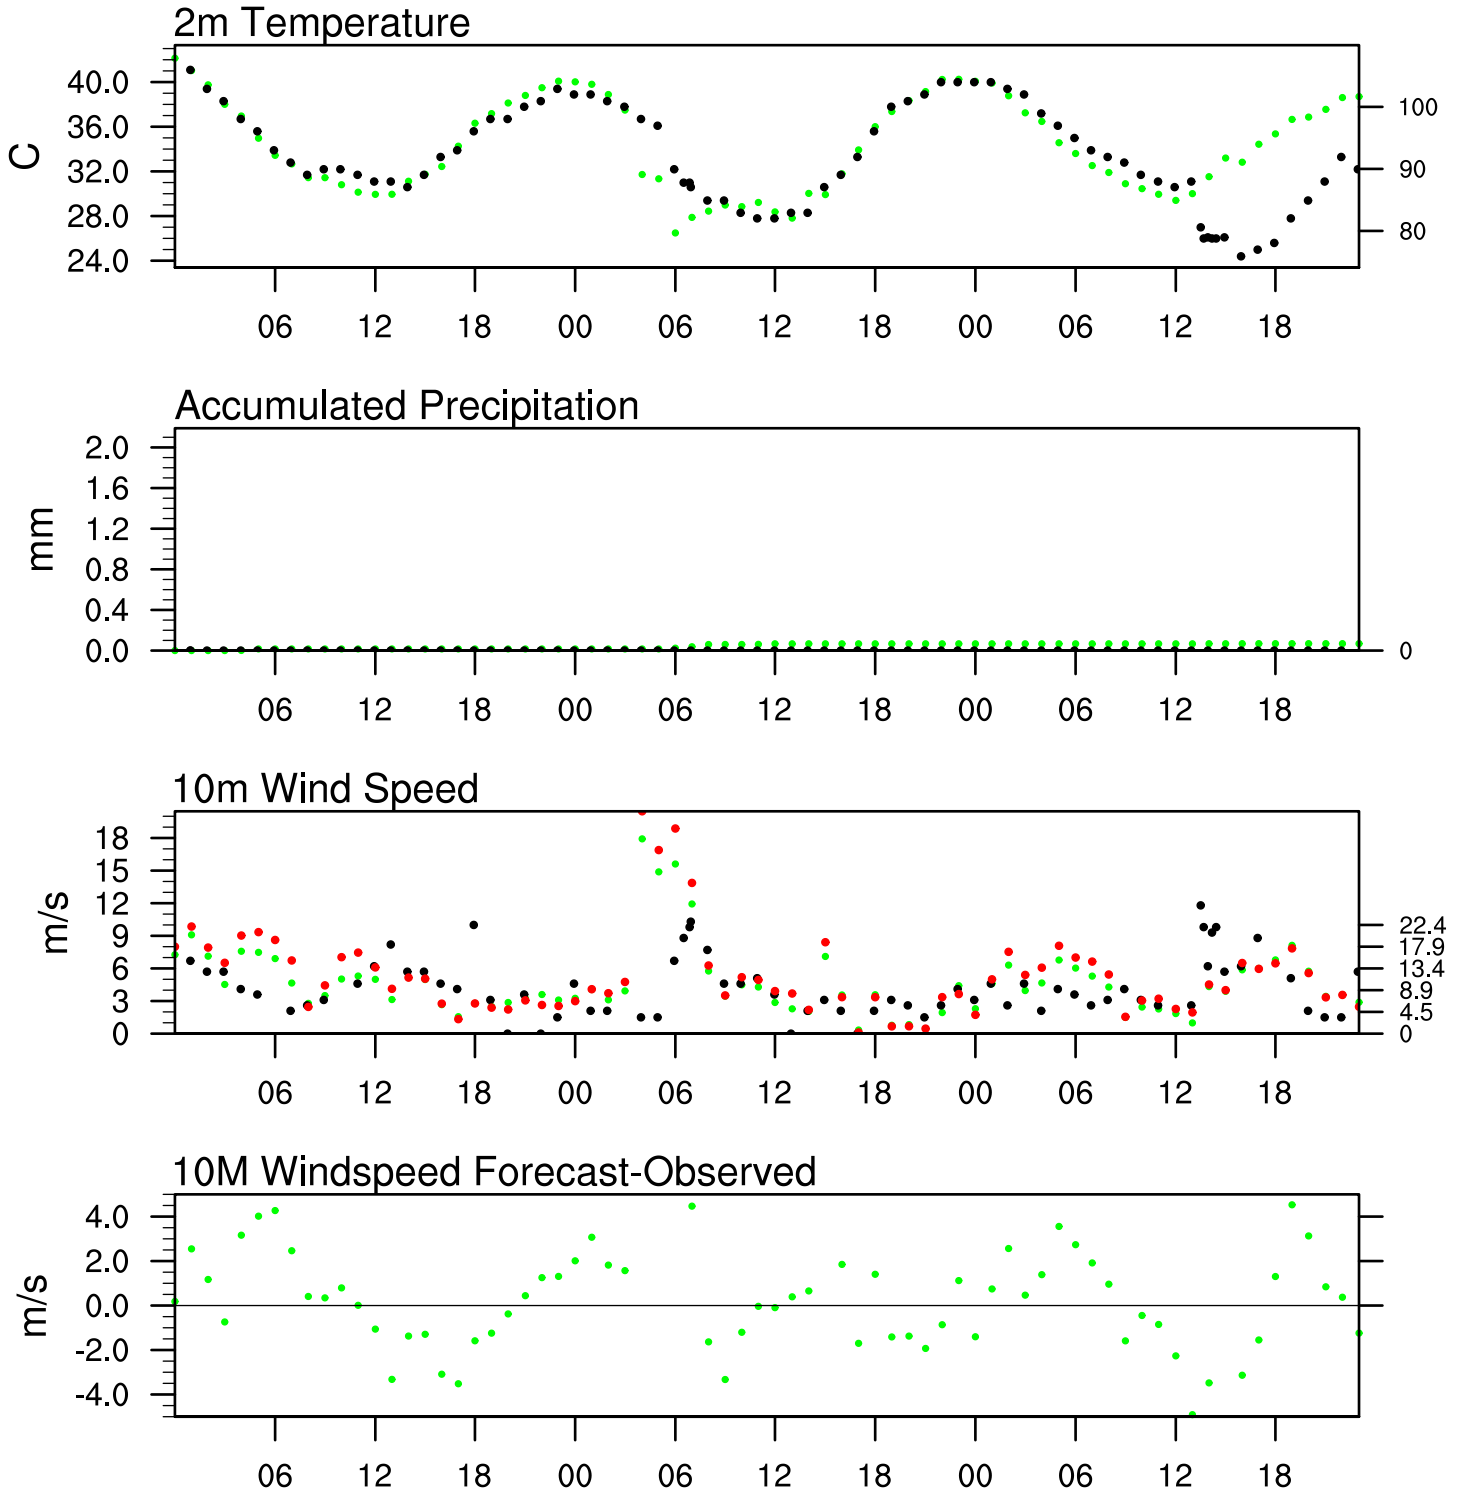 2m Temperature
40.0
36.0
32.0
28.0
24.0
C
100
90
80
06 12 18 00 06 12 18 00 06 12 18
Accumulated Precipitation
2.0
1.6
1.2
0.8
0.4
0.0
mm
0
06 12 18 00 06 12 18 00 06 12 18
10m Wind Speed
18
15
12
9
6
3
0
m/s
22.4
17.9
13.4
8.9
4.5
0
06 12 18 00 06 12 18 00 06 12 18
10M Windspeed Forecast-Observed
4.0
2.0
0.0
-2.0
-4.0
m/s
06 12 18 00 06 12 18 00 06 12 18